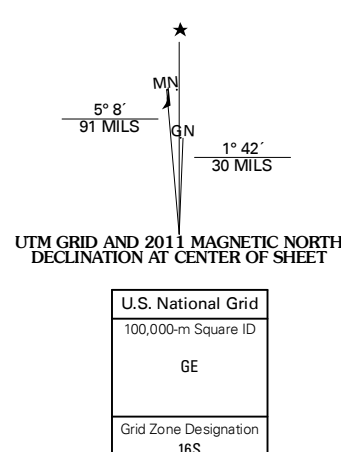 ★
MN
5° 8´
91 MILS
GN
1° 42´
30 MILS
UTM GRID AND 2011 MAGNETIC NORTH
DECLINATION AT CENTER OF SHEET
U.S. National Grid
100,000-m Square ID
GE
Grid Zone Designation
16S